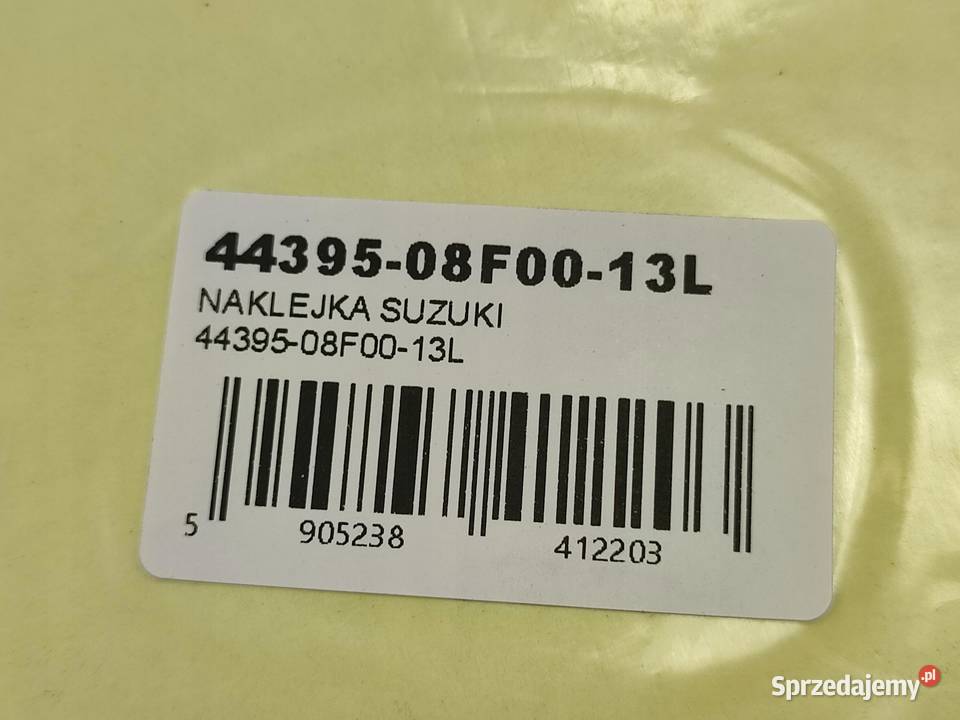 44395-08F00-13L
NAKLEJKA SUZUKI
44395-08F00-13L
5 905238 412203
Sprzedajemy.pl